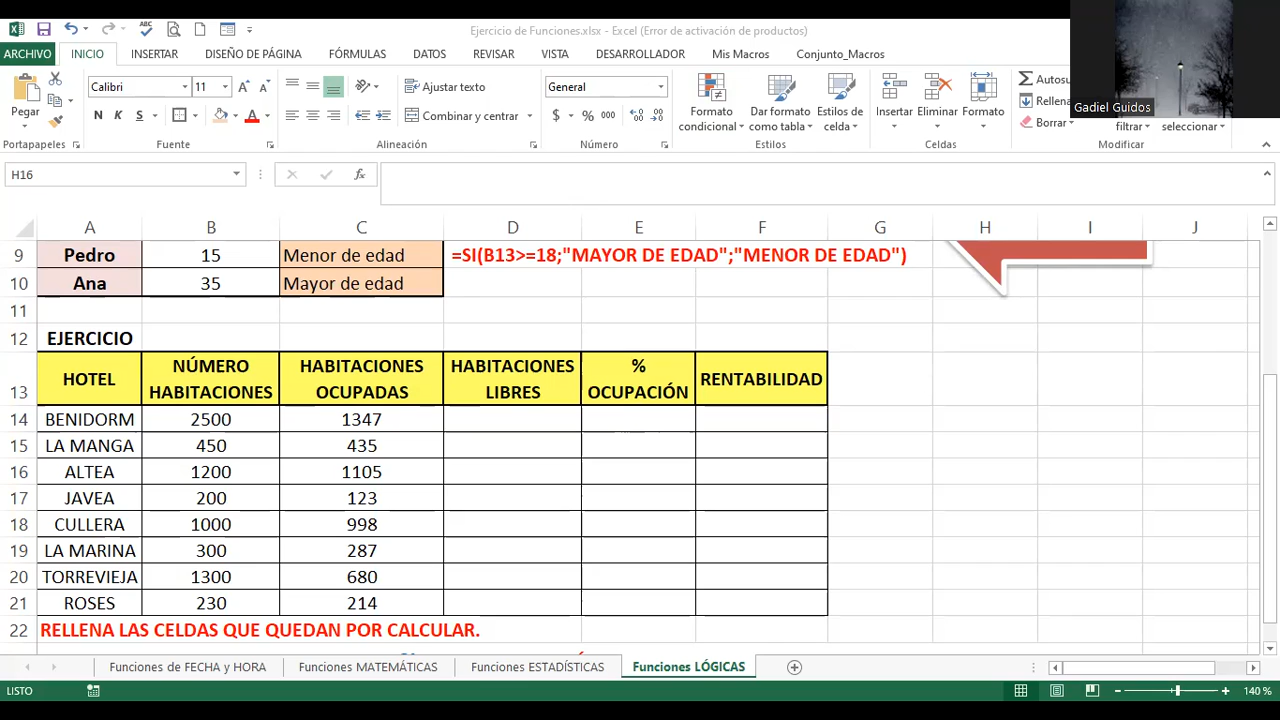 Ejercicio de Funciones.xlsx - Excel (Error de activación de productos)
ARCHIVO INICIO INSERTAR DISEÑO DE PÁGINA FÓRMULAS DATOS REVISAR VISTA DESARROLLADOR Mis Macros Conjunto_Macros
Gadiel Guidos
Pegar
Calibri 11
N K S
Ajustar texto
Combinar y centrar
General
$ % 000
Formato condicional
Dar formato como tabla
Estilos de celda
Insertar
Eliminar
Formato
Autosu
Rellena
Borrar
filtrar
seleccionar
Portapapeles Fuente Alineación Número Estilos Celdas Modificar
H16 fx
A B C D E F G H I J
9 Pedro 15 Menor de edad =SI(B13>=18;"MAYOR DE EDAD";"MENOR DE EDAD")
10 Ana 35 Mayor de edad
11
12 EJERCICIO
13 HOTEL NÚMERO HABITACIONES HABITACIONES OCUPADAS HABITACIONES LIBRES % OCUPACIÓN RENTABILIDAD
14 BENIDORM 2500 1347
15 LA MANGA 450 435
16 ALTEA 1200 1105
17 JAVEA 200 123
18 CULLERA 1000 998
19 LA MARINA 300 287
20 TORREVIEJA 1300 680
21 ROSES 230 214
22 RELLENA LAS CELDAS QUE QUEDAN POR CALCULAR.
Funciones de FECHA y HORA Funciones MATEMÁTICAS Funciones ESTADÍSTICAS Funciones LÓGICAS
LISTO 140 %